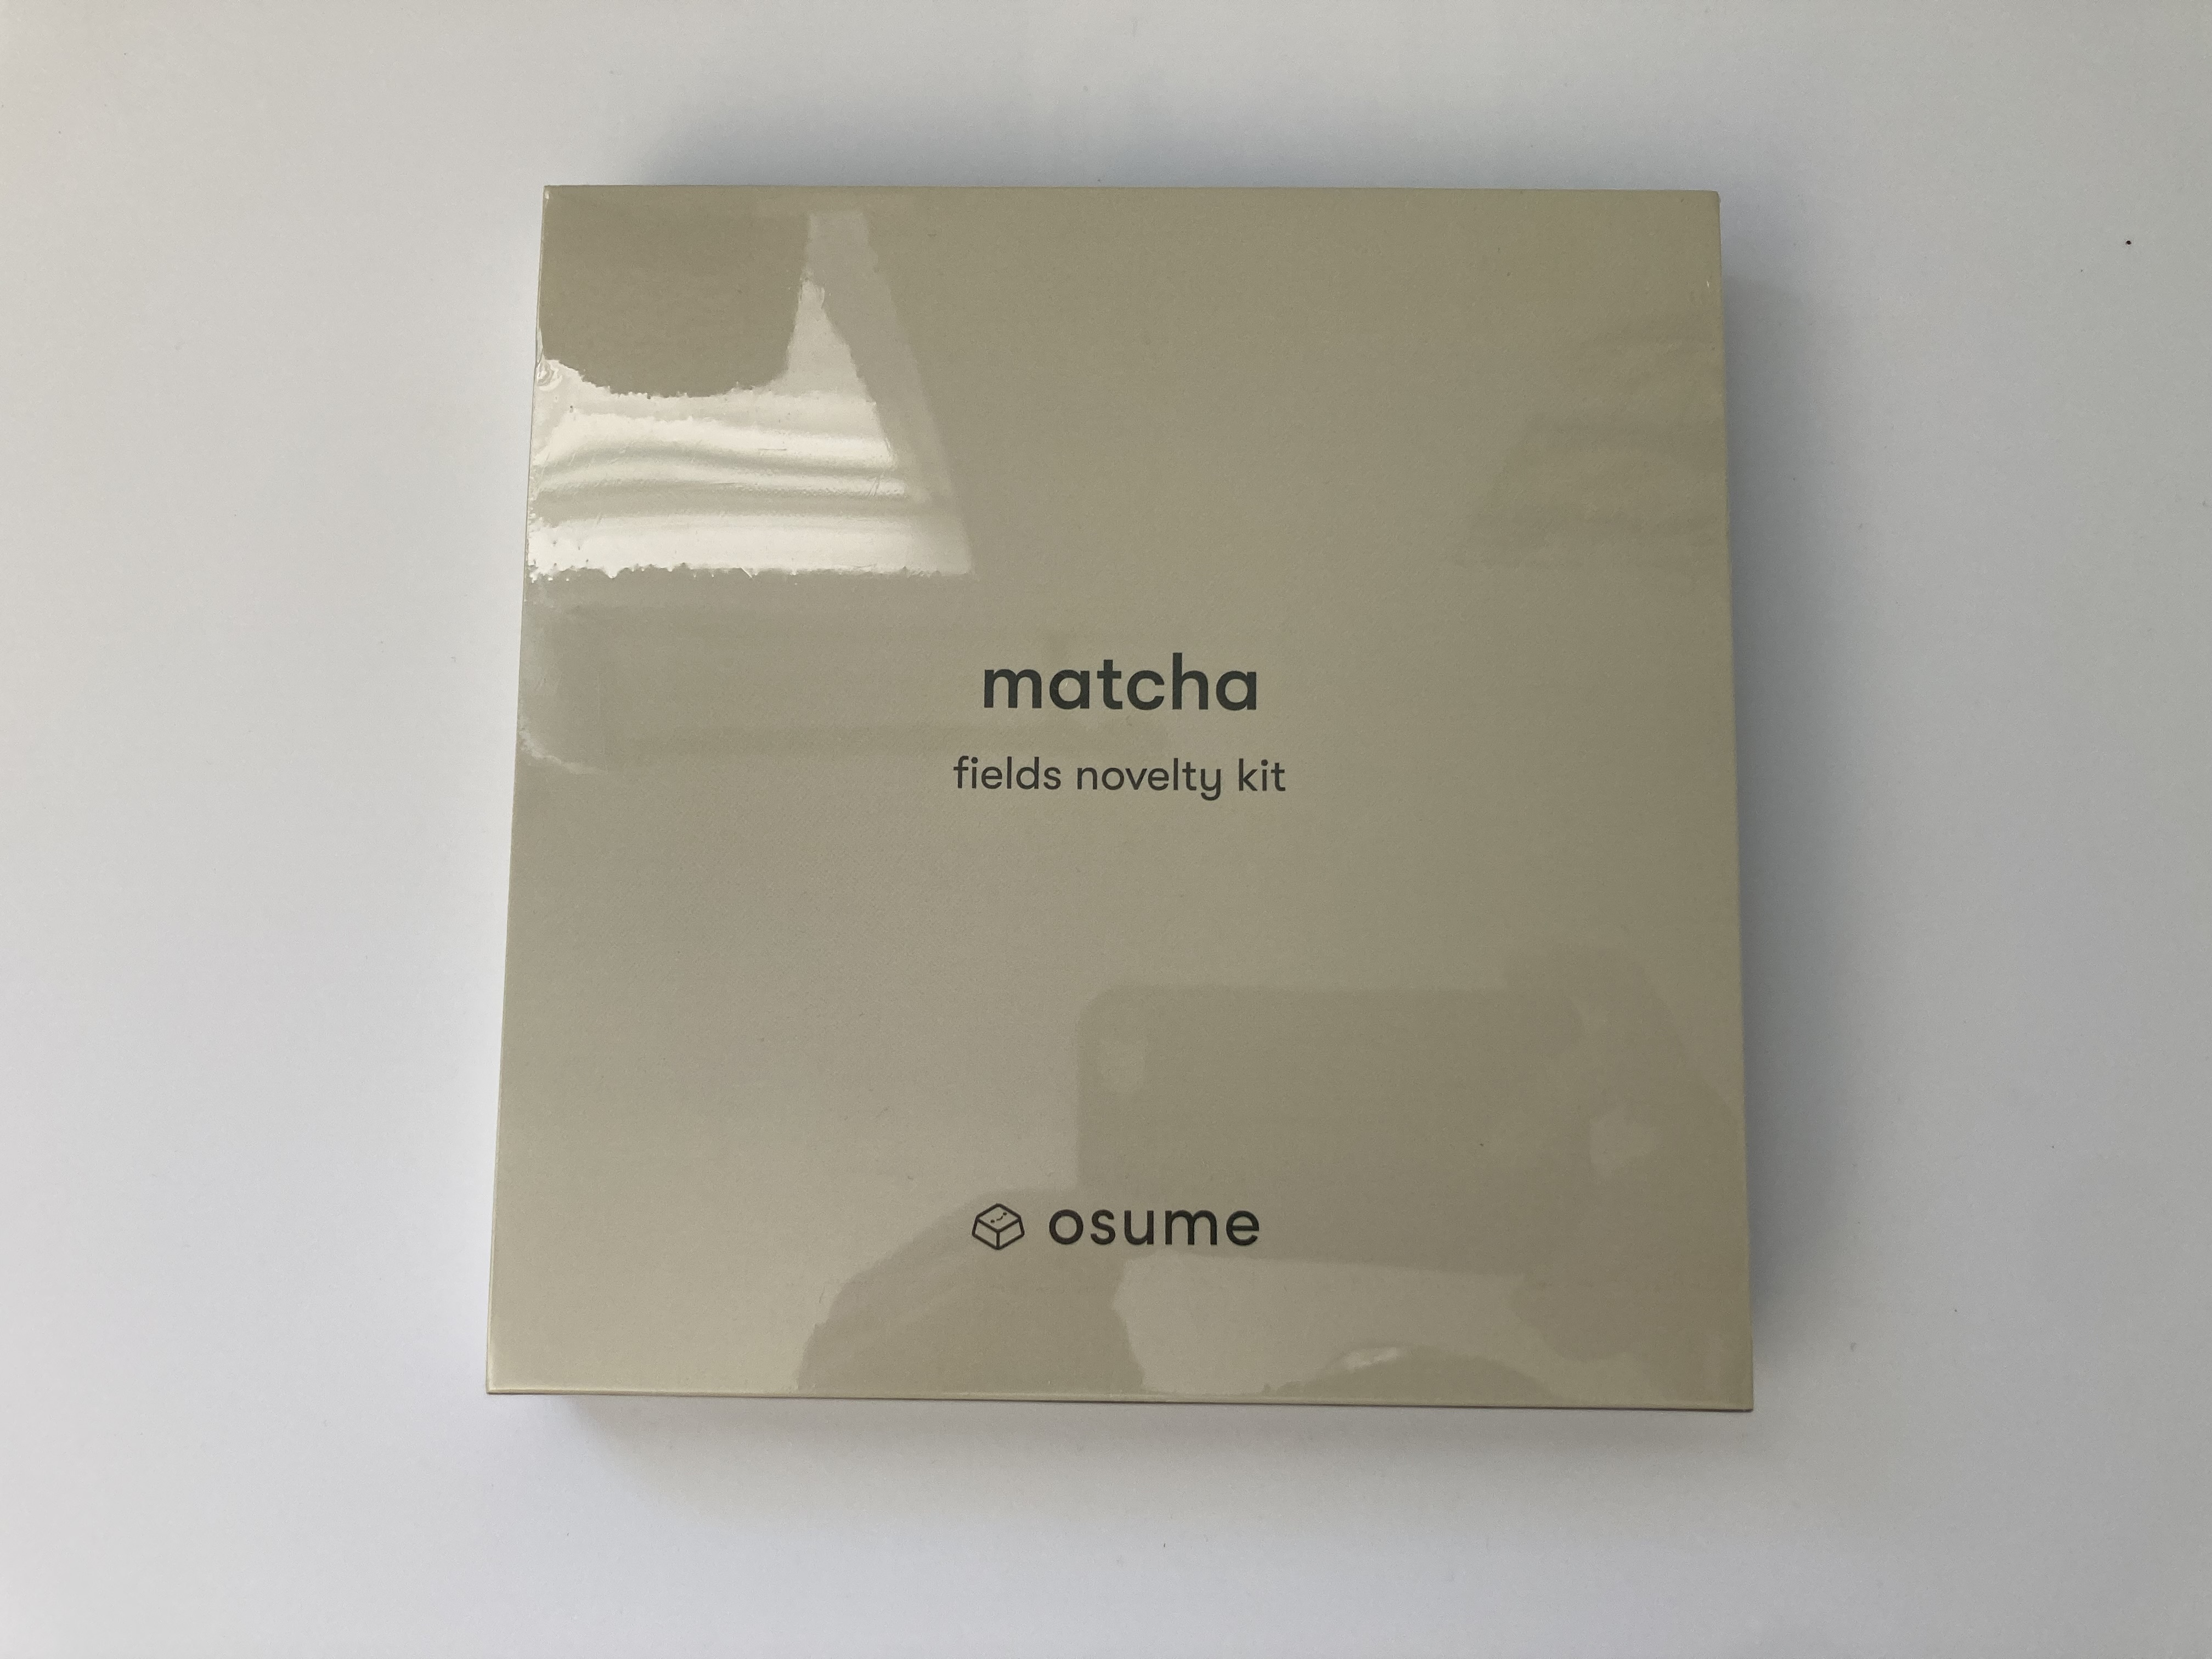 matcha
fields novelty kit
osume